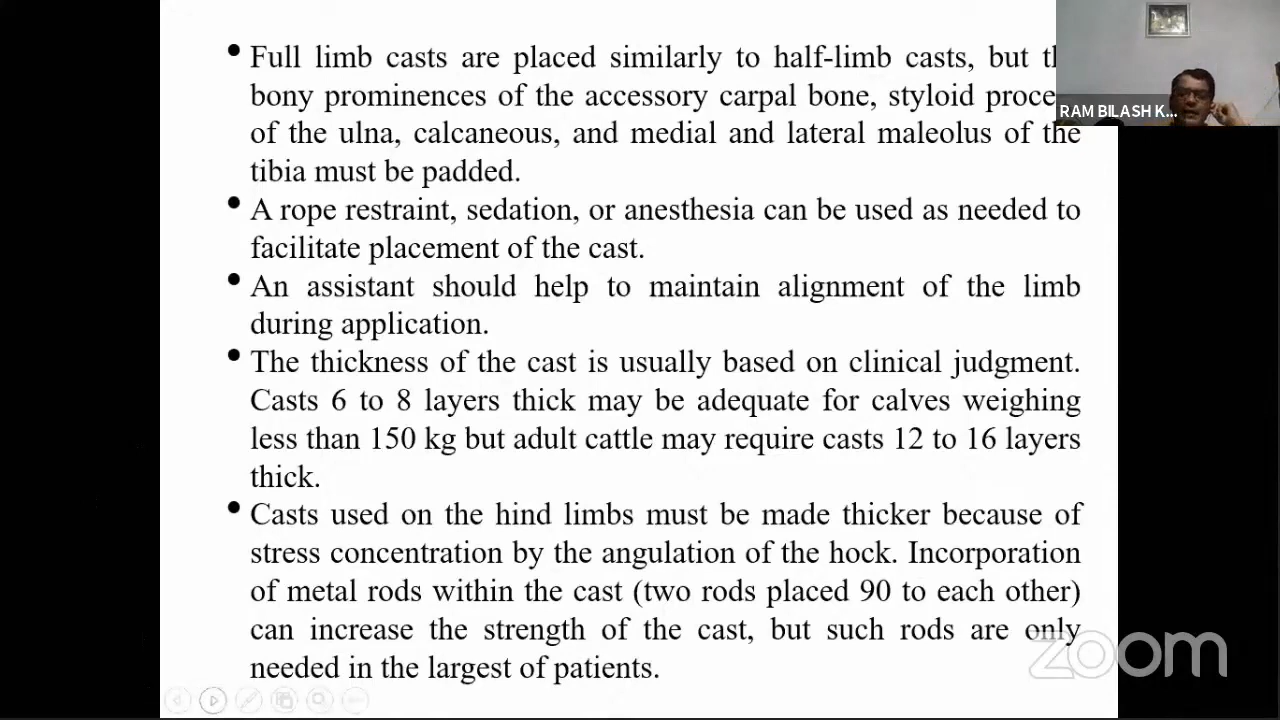 • Full limb casts are placed similarly to half-limb casts, but
bony prominences of the accessory carpal bone, styloid
of the ulna, calcaneous, and medial and lateral maleolus of the
tibia must be padded.
• A rope restraint, sedation, or anesthesia can be used as needed to
facilitate placement of the cast.
• An assistant should help to maintain alignment of the limb
during application.
• The thickness of the cast is usually based on clinical judgment.
Casts 6 to 8 layers thick may be adequate for calves weighing
less than 150 kg but adult cattle may require casts 12 to 16 layers
thick.
• Casts used on the hind limbs must be made thicker because of
stress concentration by the angulation of the hock. Incorporation
of metal rods within the cast (two rods placed 90 to each other)
can increase the strength of the cast, but such rods are only
needed in the largest of patients.
RAM BILASH K...
zoom